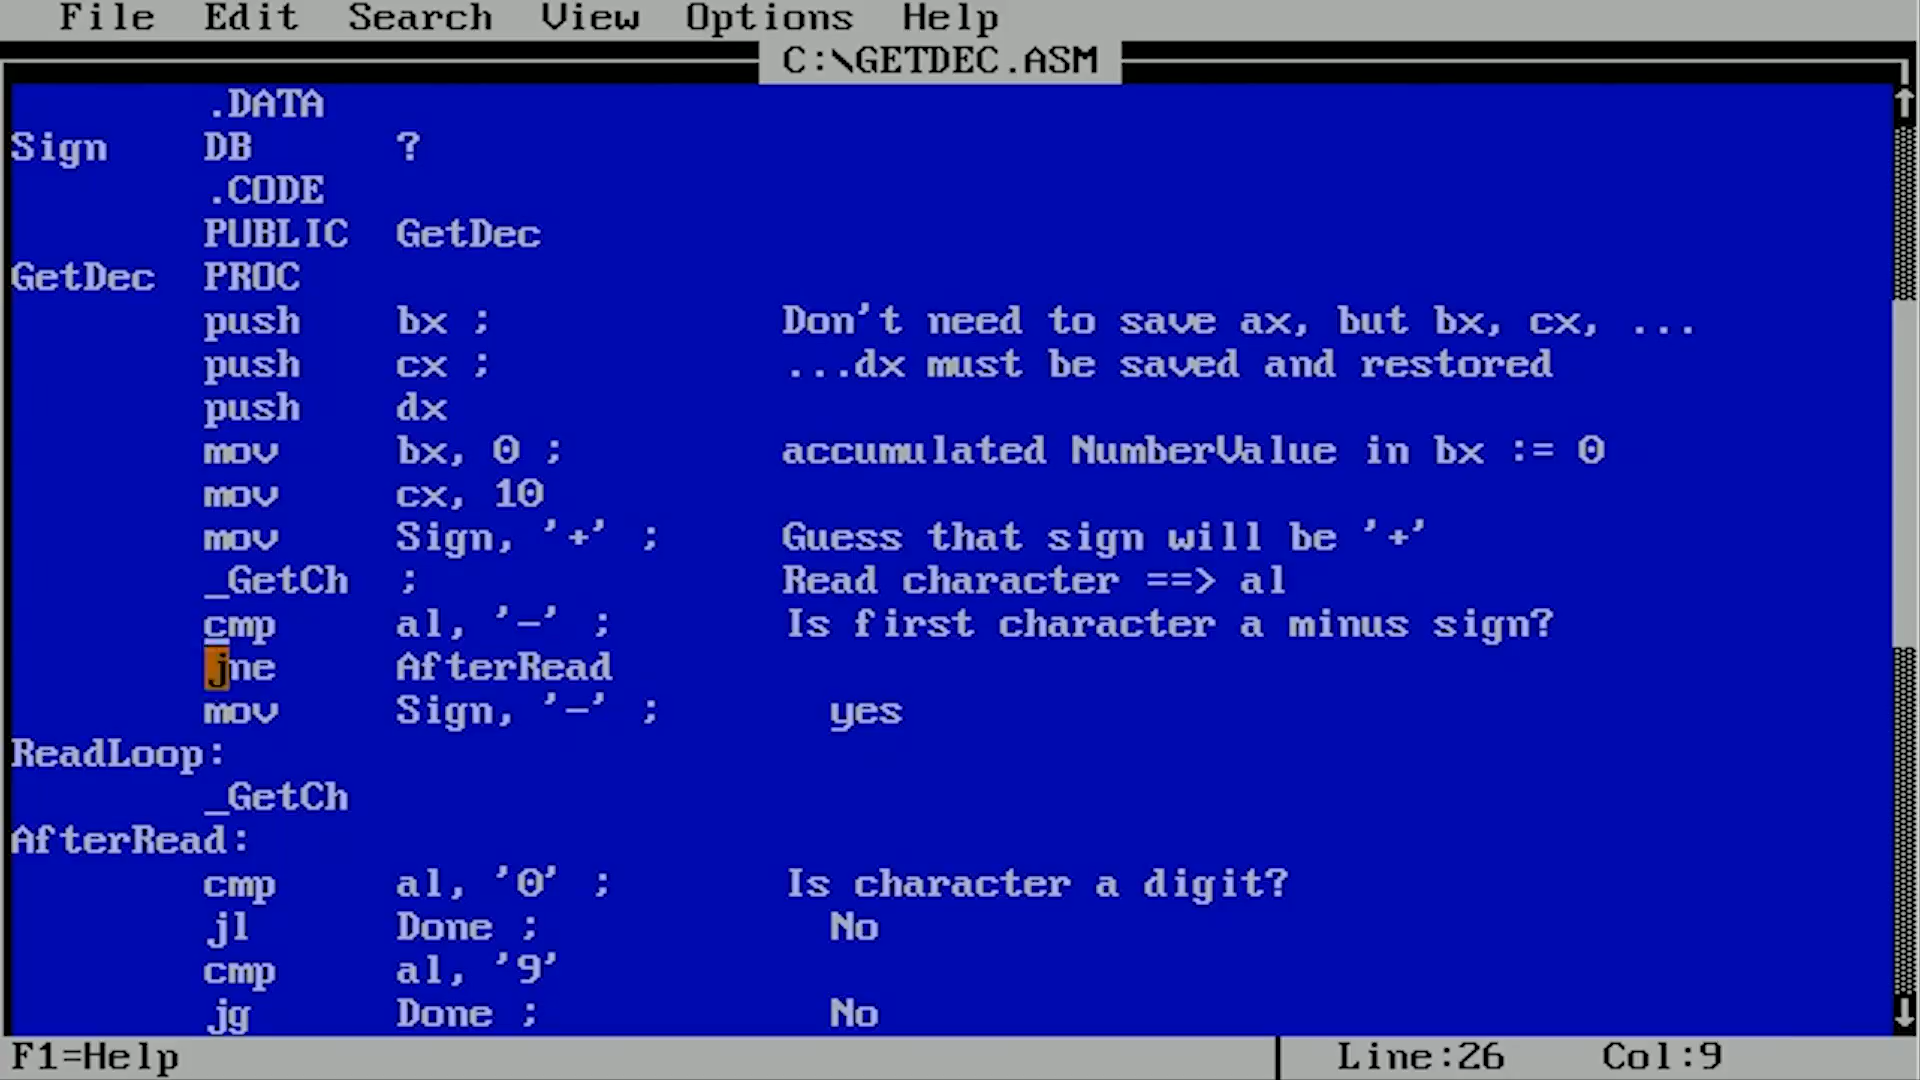 File Edit Search View Options Help
C:\GETDEC.ASM
.DATA
Sign DB ?
.CODE
PUBLIC GetDec
GetDec PROC
push bx ; Don't need to save ax, but bx, cx, ...
push cx ; ...dx must be saved and restored
push dx
mov bx, 0 ; accumulated NumberValue in bx := 0
mov cx, 10
mov Sign, '+' ; Guess that sign will be '+'
_GetCh ; Read character ==> al
cmp al, '-' ; Is first character a minus sign?
jne AfterRead
mov Sign, '-' ; yes
ReadLoop:
_GetCh
AfterRead:
cmp al, '0' ; Is character a digit?
jl Done ; No
cmp al, '9'
jg Done ; No
F1=Help Line:26 Col:9